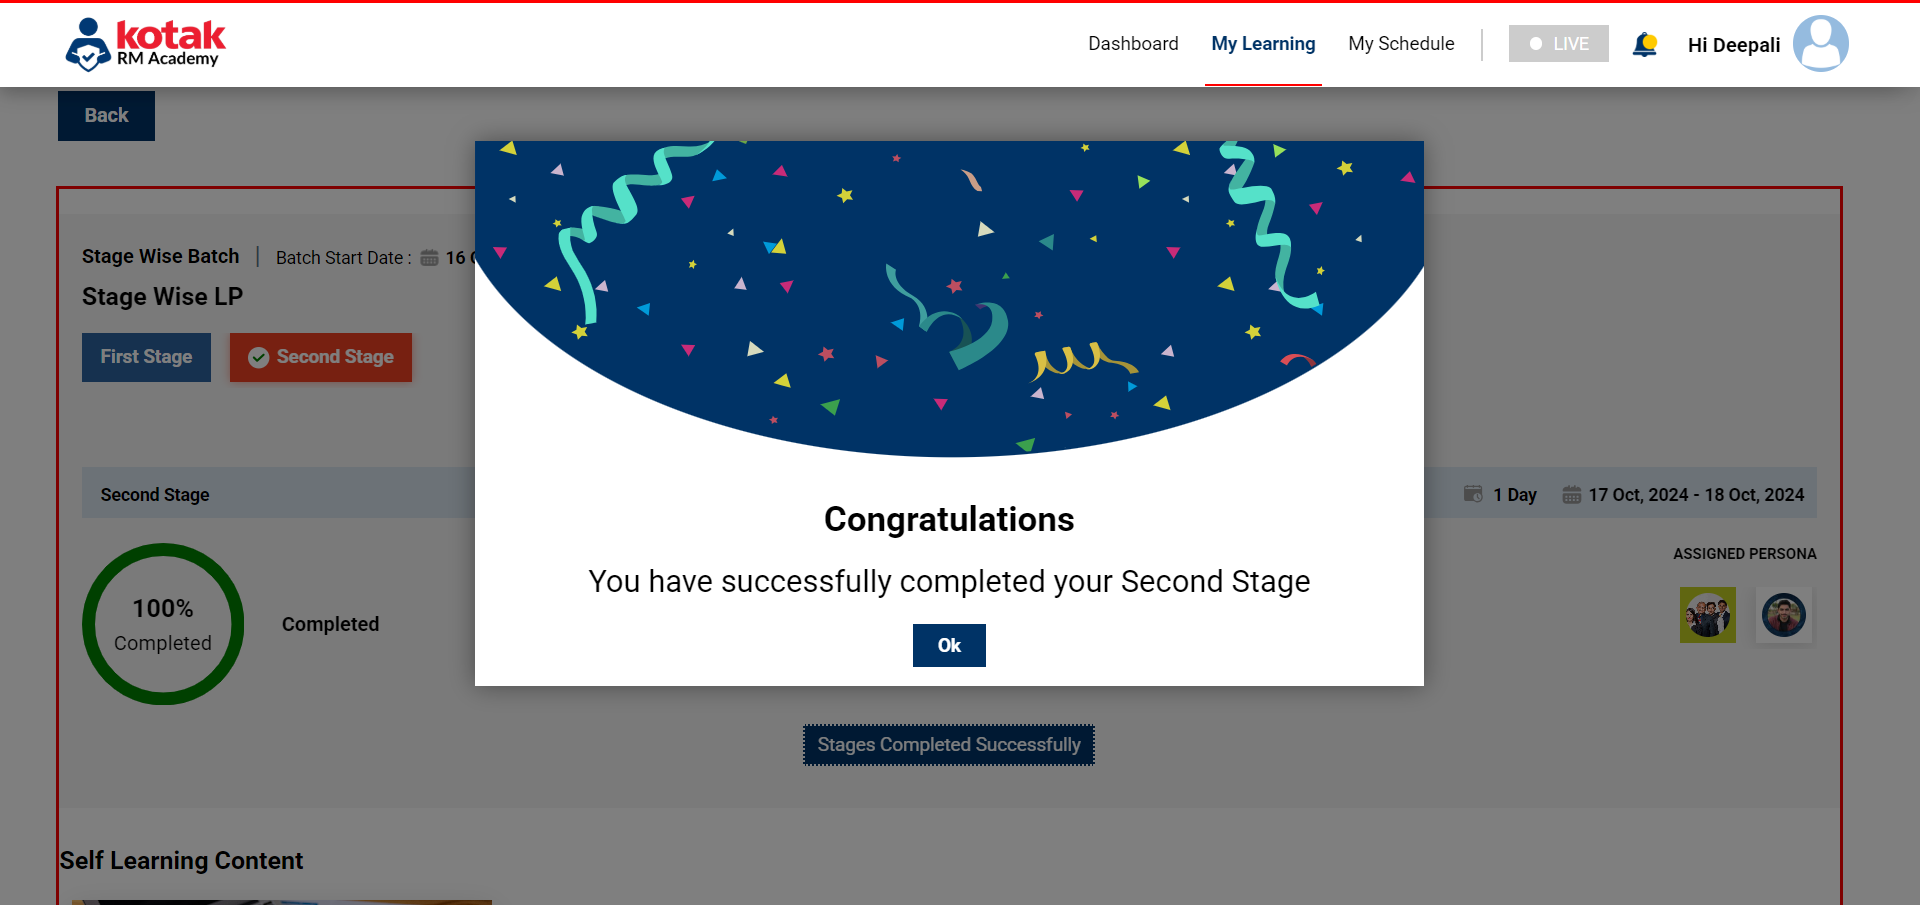 kotak
RM Academy
Dashboard
My Learning
My Schedule
LIVE
Hi Deepali
Back
Stage Wise Batch
Batch Start Date :
16
Stage Wise LP
First Stage
Second Stage
Second Stage
1 Day
17 Oct, 2024 - 18 Oct, 2024
100%
Completed
Completed
ASSIGNED PERSONA
Congratulations
You have successfully completed your Second Stage
Ok
Stages Completed Successfully
Self Learning Content